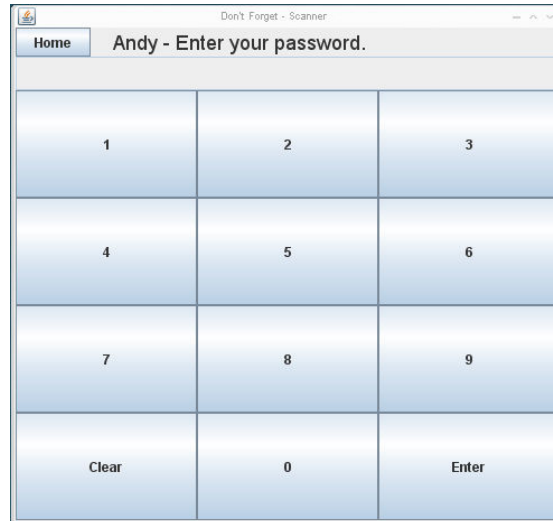 Don't Forget - Scanner
Home Andy - Enter your password.
1 2 3
4 5 6
7 8 9
Clear 0 Enter